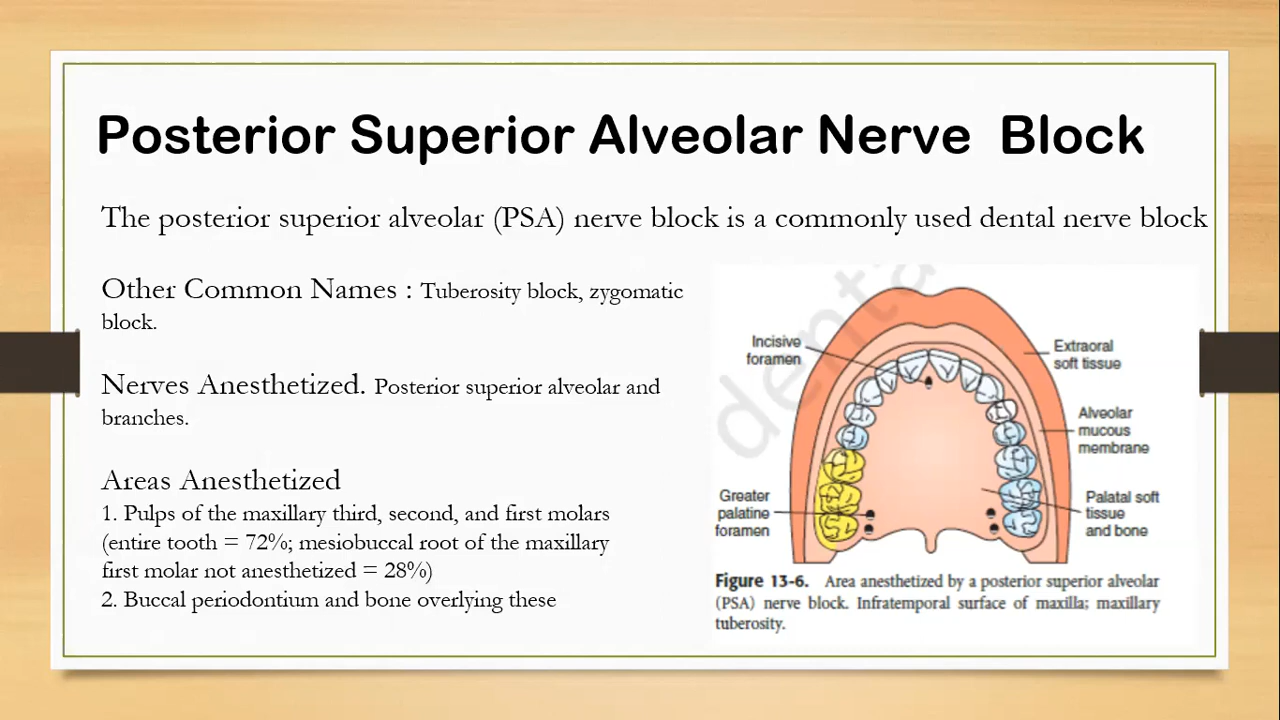 Posterior Superior Alveolar Nerve Block
The posterior superior alveolar (PSA) nerve block is a commonly used dental nerve block
Other Common Names : Tuberosity block, zygomatic
block.
Nerves Anesthetized. Posterior superior alveolar and
branches.
Areas Anesthetized
1. Pulps of the maxillary third, second, and first molars
(entire tooth = 72%; mesiobuccal root of the maxillary
first molar not anesthetized = 28%)
2. Buccal periodontium and bone overlying these
Incisive
foramen
Extraoral
soft tissue
Alveolar
mucous
membrane
Greater
palatine
foramen
Palatal soft
tissue
and bone
Figure 13-6. Area anesthetized by a posterior superior alveolar
(PSA) nerve block. Infratemporal surface of maxilla; maxillary
tuberosity.